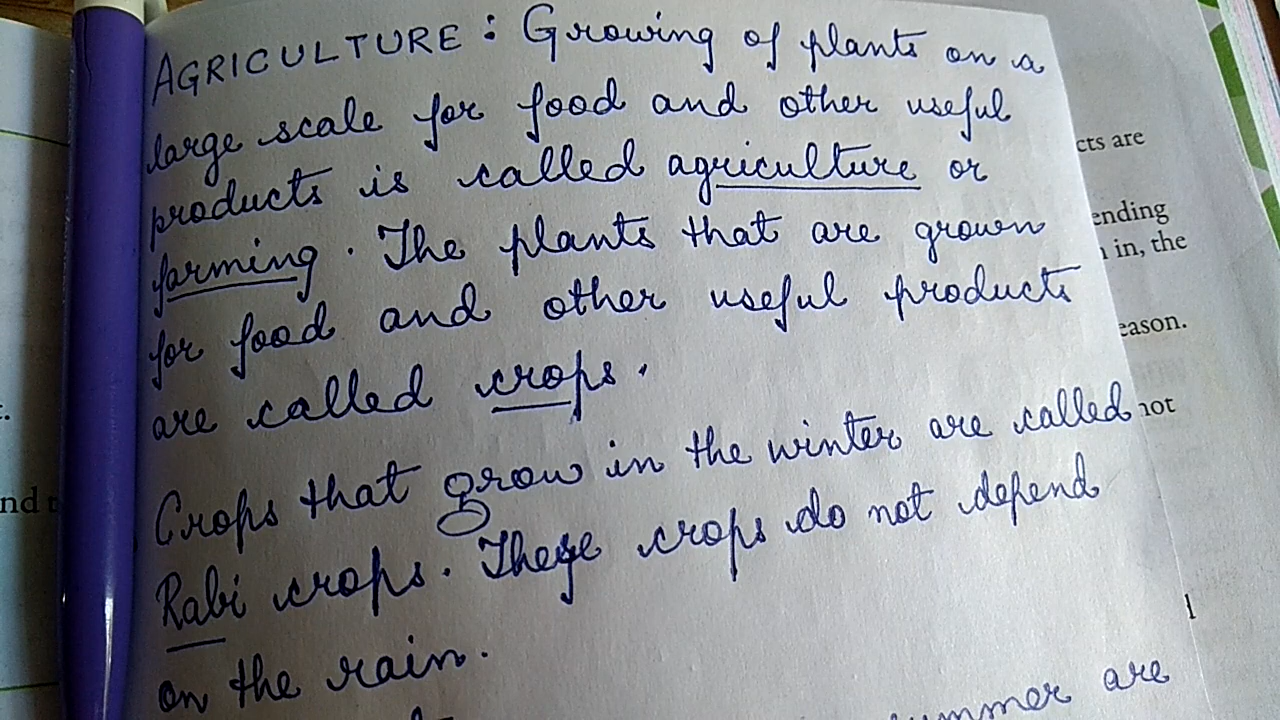 AGRICULTURE : Growing of plants on a
large scale for food and other useful
products is called agriculture or
farming. The plants that are grown
for food and other useful products
are called crops.
Crops that grow in the winter are called
Rabi crops. These crops do not depend
on the rain.
are
cts are
ending
in, the
eason.
not